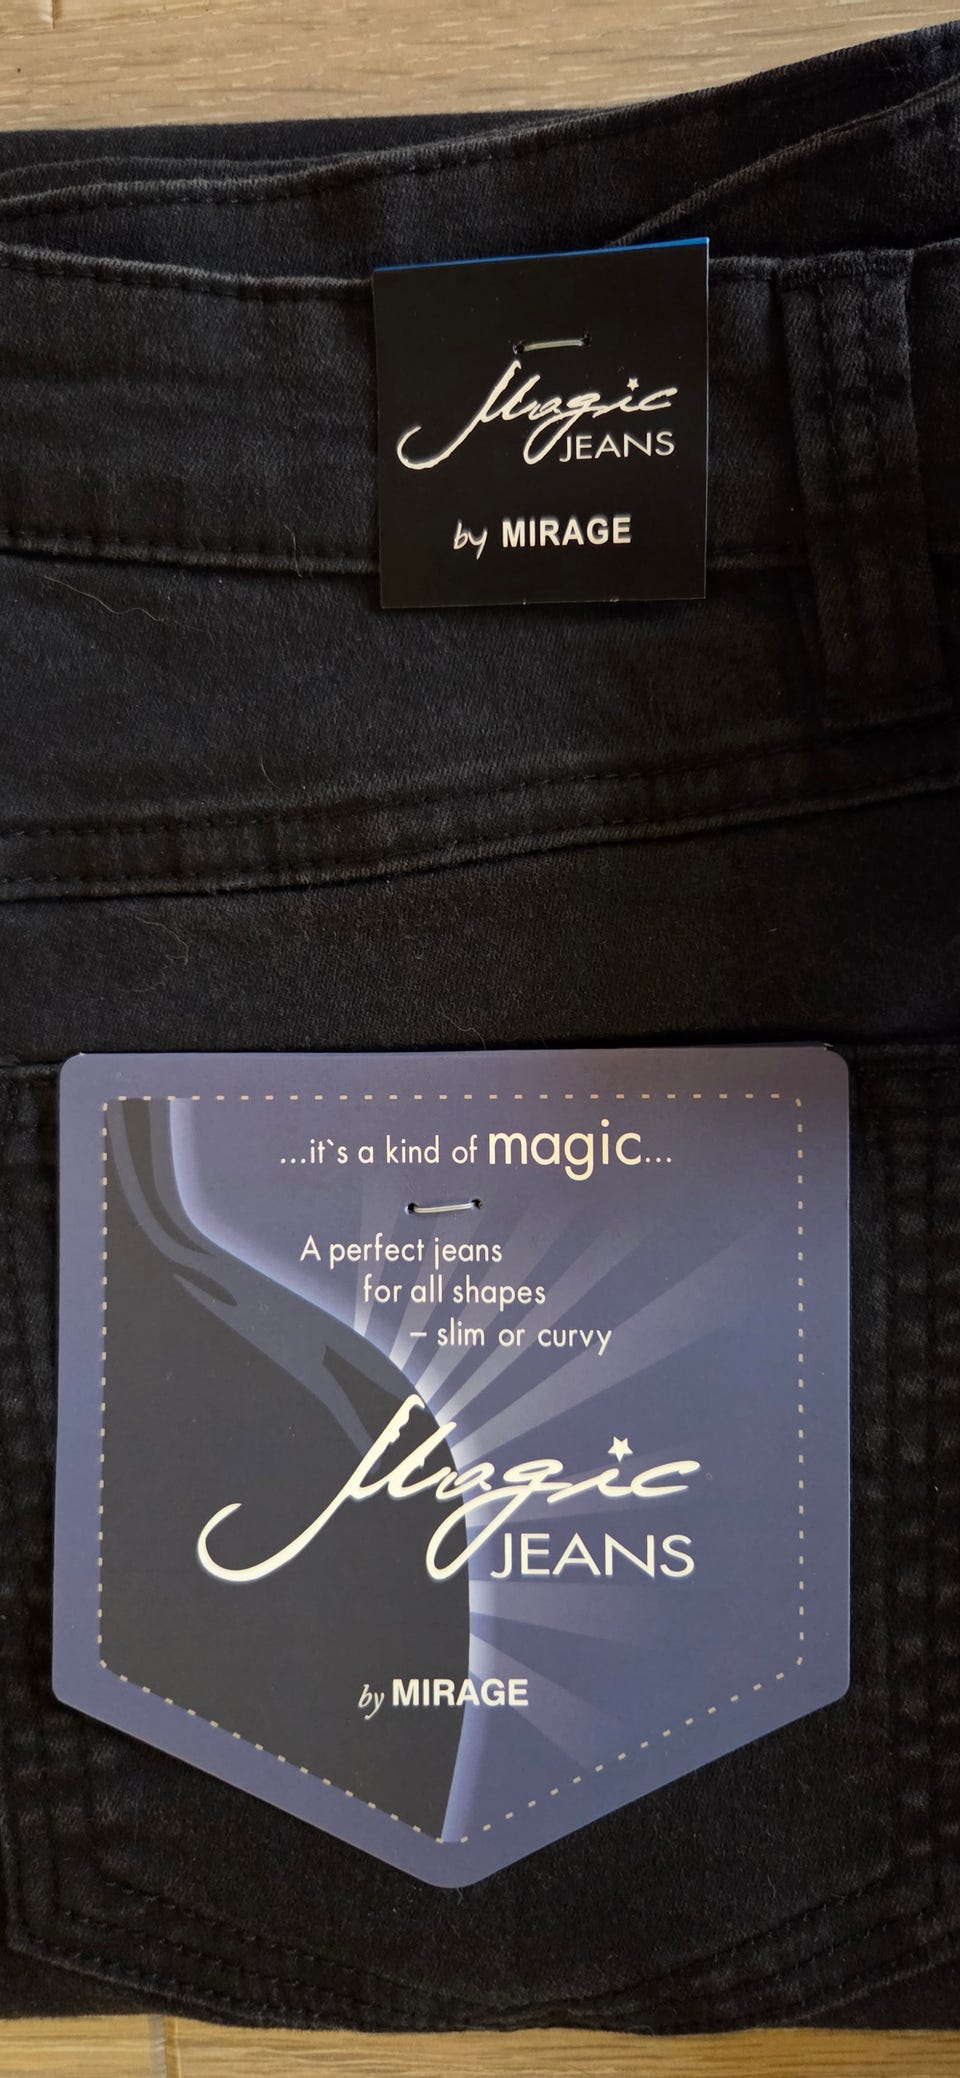 Magic
JEANS
by MIRAGE
...it`s a kind of magic...
A perfect jeans
for all shapes
– slim or curvy
Magic
JEANS
by MIRAGE